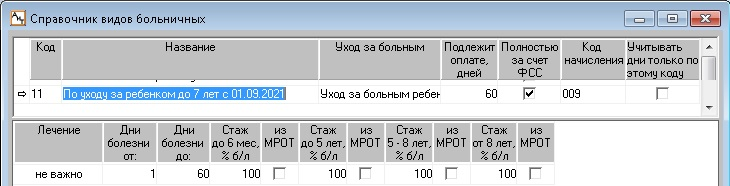 Справочник видов больничных
Код Название Уход за больным Подлежит оплате, дней Полностью за счет ФСС Код начисления Учитывать дни только по этому коду
11 По уходу за ребенком до 7 лет с 01.09.2021 Уход за больным ребен 60 009
Лечение Дни болезни от: Дни болезни до: Стаж до 6 мес, % б/л из МРОТ Стаж до 5 лет, % б/л из МРОТ Стаж 5 - 8 лет, % б/л из МРОТ Стаж от 8 лет, % б/л из МРОТ
не важно 1 60 100 100 100 100